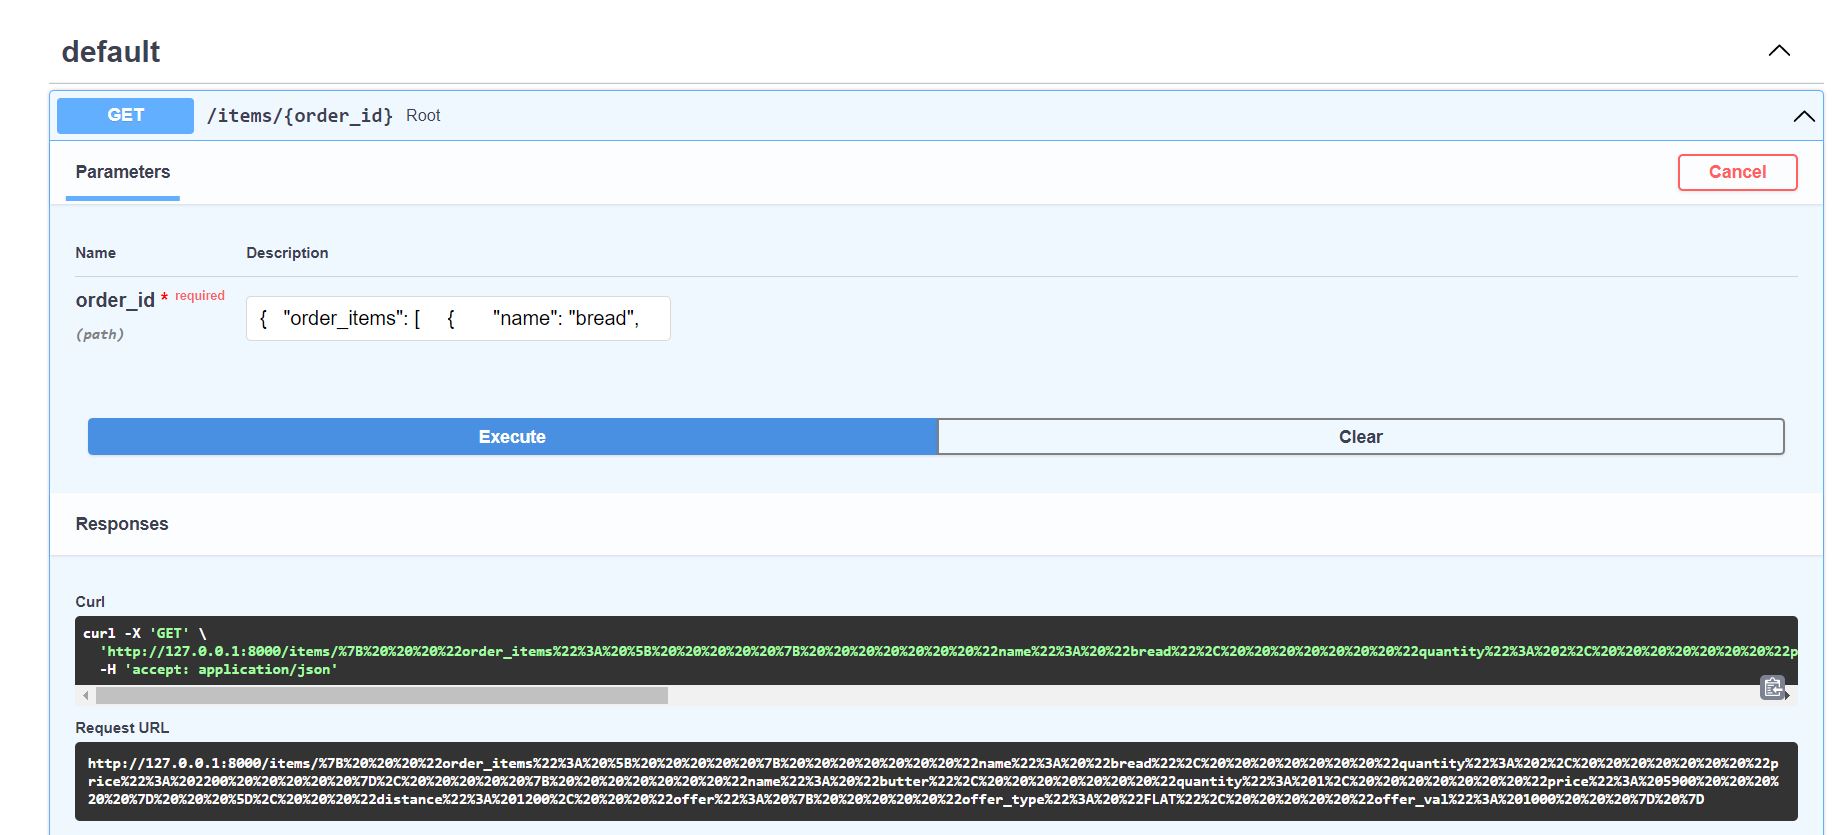 default
GET /items/{order_id} Root
Parameters
Cancel
Name Description
order_id * required
(path)
{ "order_items": [ { "name": "bread",
Execute Clear
Responses
Curl
curl -X 'GET' \
'http://127.0.0.1:8000/items/%7B%20%20%20%22order_items%22%3A%20%5B%20%20%20%20%20%7B%20%20%20%20%20%20%20%22name%22%3A%20%22bread%22%2C%20%20%20%20%20%20%20%22quantity%22%3A%202%2C%20%20%20%20%20%20%20%22p
-H 'accept: application/json'
Request URL
http://127.0.0.1:8000/items/%7B%20%20%20%22order_items%22%3A%20%5B%20%20%20%20%20%7B%20%20%20%20%20%20%20%22name%22%3A%20%22bread%22%2C%20%20%20%20%20%20%20%22quantity%22%3A%202%2C%20%20%20%20%20%20%20%22p
rice%22%3A%202200%20%20%20%20%20%7D%2C%20%20%20%20%20%7B%20%20%20%20%20%20%20%22name%22%3A%20%22butter%22%2C%20%20%20%20%20%20%20%22quantity%22%3A%201%2C%20%20%20%20%20%20%20%22price%22%3A%205900%20%20%20%
20%20%7D%20%20%20%5D%2C%20%20%20%22distance%22%3A%201200%2C%20%20%20%22offer%22%3A%20%7B%20%20%20%20%20%22offer_type%22%3A%20%22FLAT%22%2C%20%20%20%20%20%22offer_val%22%3A%201000%20%20%20%7D%20%7D